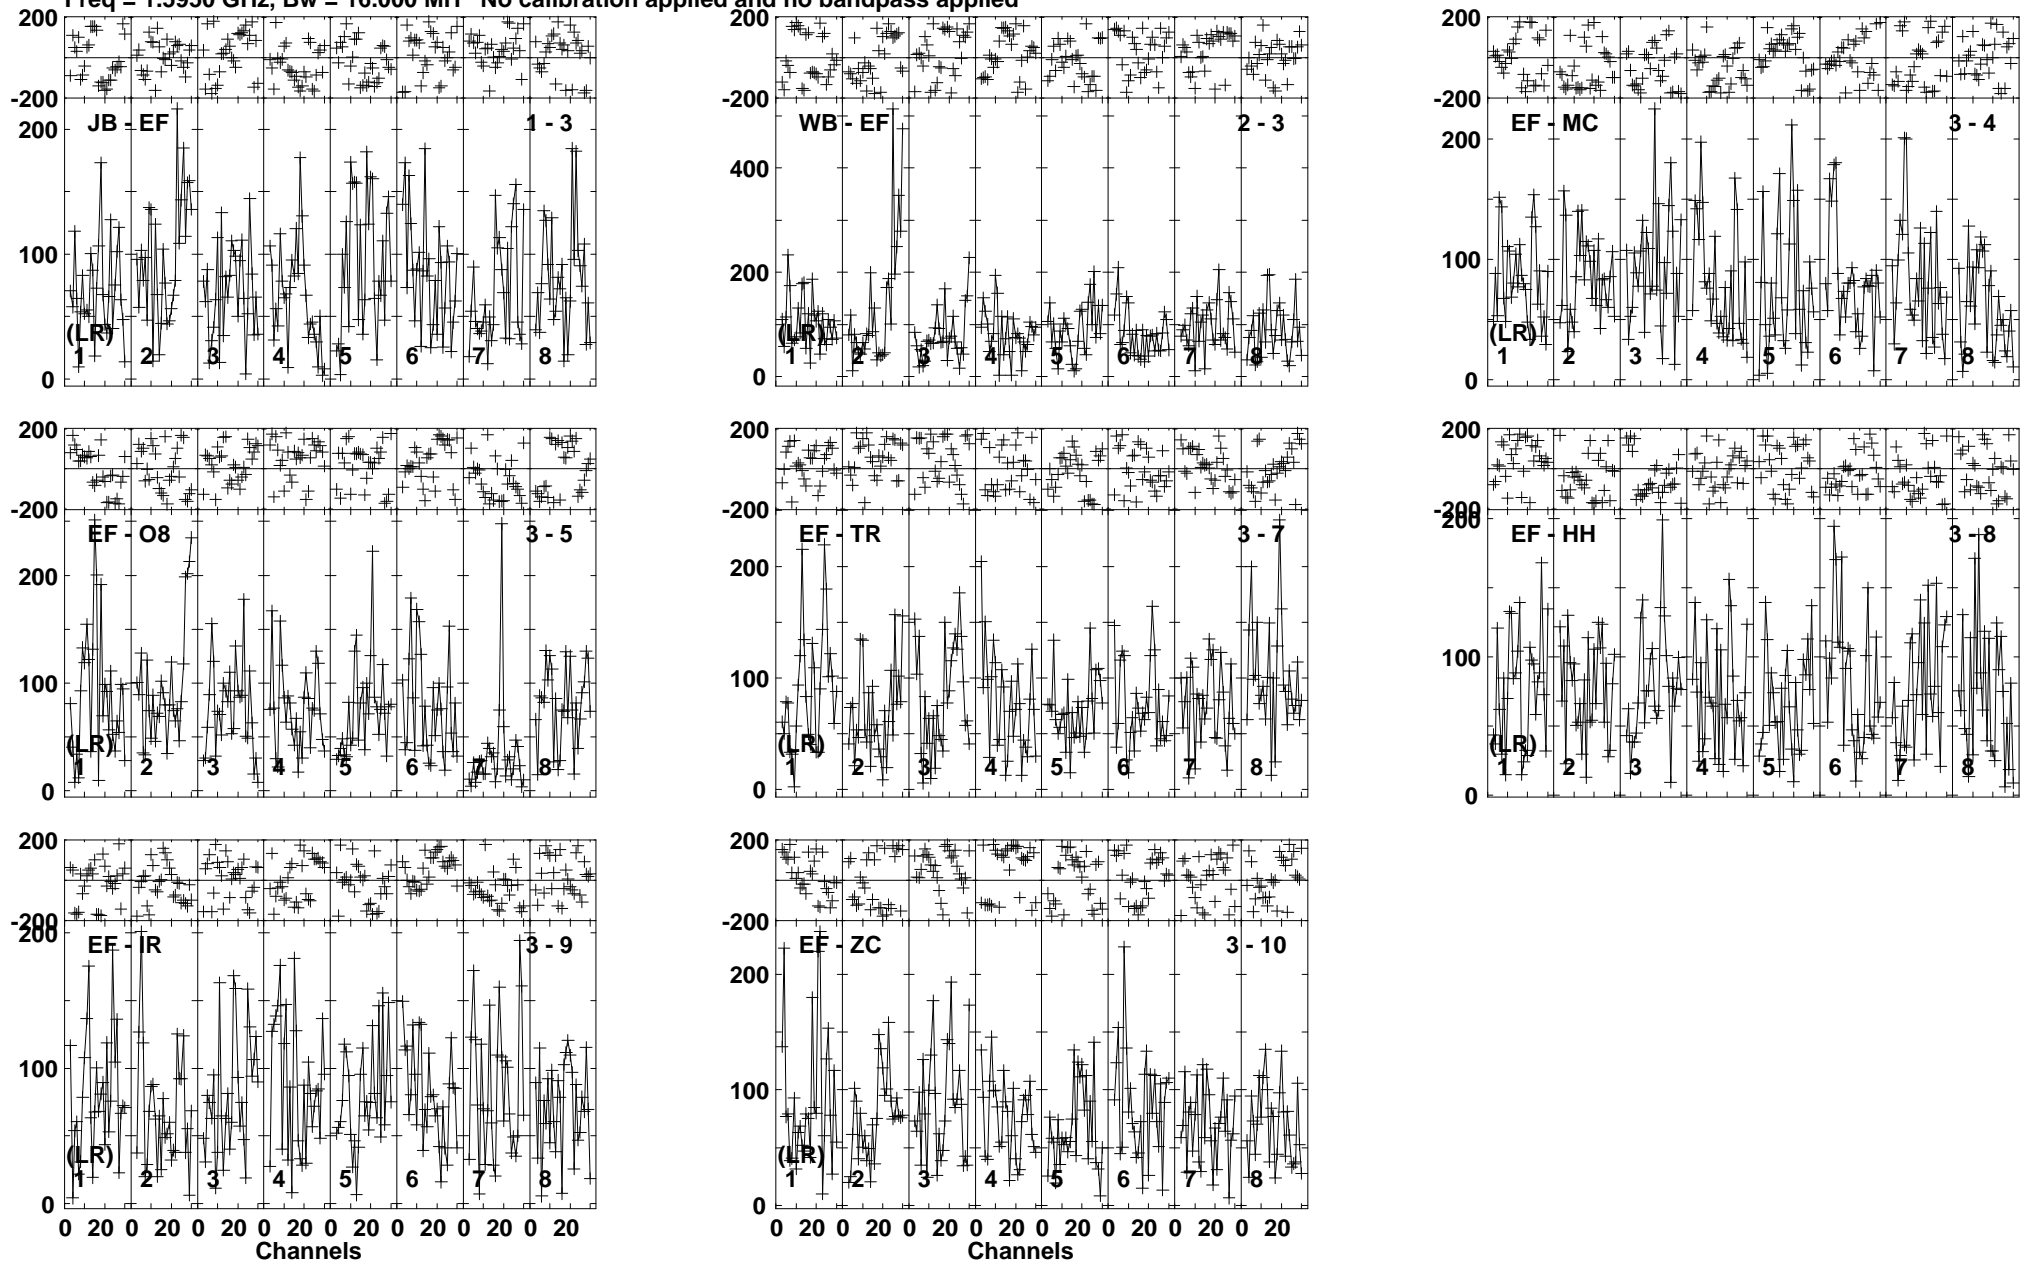 Freq = 1.5950 GHz, Bw = 16.000 MH No calibration applied and no bandpass applied
200 200 200
-200 -200 -200
JB - EF 1 - 3 WB - EF 2 - 3 EF - MC 3 - 4
200 400 200
100 200 100
(LR) (LR) (LR)
1 2 3 4 5 6 7 8 1 2 3 4 5 6 7 8 1 2 3 4 5 6 7 8
0 0 0
200 200 200
-200 -200 -200
EF - O8 3 - 5 EF - TR 3 - 7 EF - HH 3 - 8
200 200 200
100 100 100
(LR) (LR) (LR)
1 2 3 4 5 6 7 8 1 2 3 4 5 6 7 8 1 2 3 4 5 6 7 8
0 0 0
200 200
-200 -200
EF - IR 3 - 9 EF - ZC 3 - 10
200 200
100 100
(LR) (LR)
1 2 3 4 5 6 7 8 1 2 3 4 5 6 7 8
0 0
0 20 0 20 0 20 0 20 0 20 0 20 0 20 0 20 0 20 0 20 0 20 0 20 0 20 0 20 0 20 0 20
Channels Channels